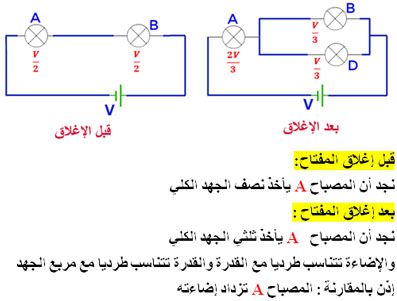 A B
V/2 V/2
V
قبل الإغلاق
A B
2V/3 V/3
V/3 D
V
بعد الإغلاق
قبل إغلاق المفتاح:
نجد أن المصباح A يأخذ نصف الجهد الكلي
بعد إغلاق المفتاح:
نجد أن المصباح A يأخذ ثلثي الجهد الكلي
والإضاءة تتناسب طرديا مع القدرة والقدرة تتناسب طرديا مع مربع الجهد
إذن بالمقارنة : المصباح A تزداد إضاءته